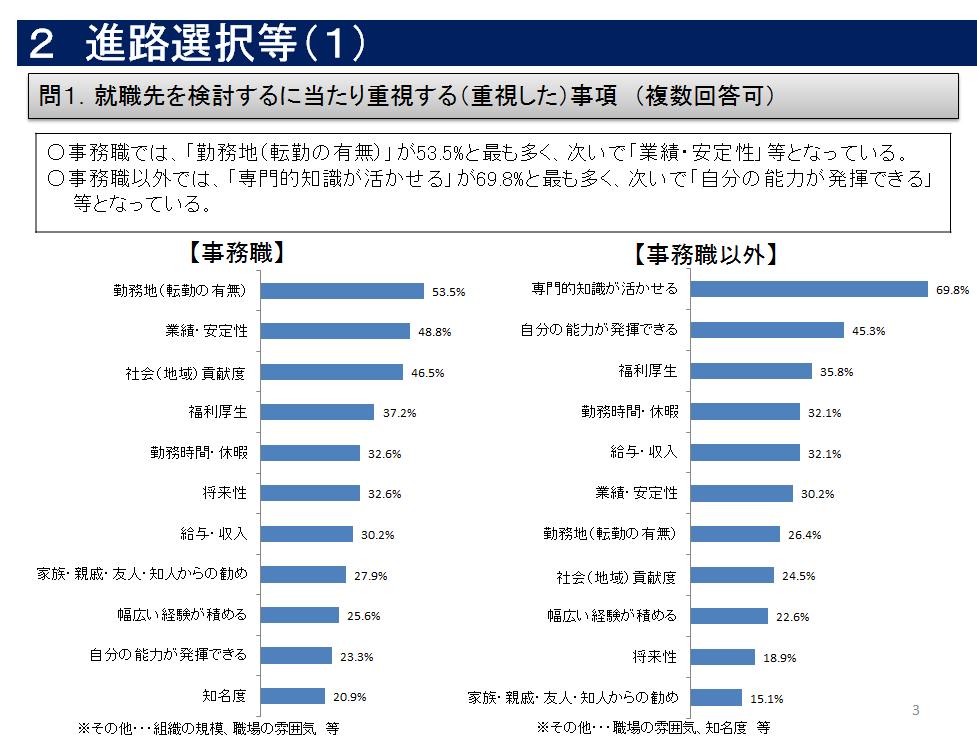 ２　進路選択等（１）
問１．就職先を検討するに当たり重視する（重視した）事項　（複数回答可）
○事務職では、「勤務地（転勤の有無）」が53.5%と最も多く、次いで「業績・安定性」等となっている。
○事務職以外では、「専門的知識が活かせる」が69.8%と最も多く、次いで「自分の能力が発揮できる」
等となっている。
【事務職】
勤務地（転勤の有無） 53.5%
業績・安定性 48.8%
社会（地域）貢献度 46.5%
福利厚生 37.2%
勤務時間・休暇 32.6%
将来性 32.6%
給与・収入 30.2%
家族・親戚・友人・知人からの勧め 27.9%
幅広い経験が積める 25.6%
自分の能力が発揮できる 23.3%
知名度 20.9%
※その他・・・組織の規模、職場の雰囲気　等
【事務職以外】
専門的知識が活かせる 69.8%
自分の能力が発揮できる 45.3%
福利厚生 35.8%
勤務時間・休暇 32.1%
給与・収入 32.1%
業績・安定性 30.2%
勤務地（転勤の有無） 26.4%
社会（地域）貢献度 24.5%
幅広い経験が積める 22.6%
将来性 18.9%
家族・親戚・友人・知人からの勧め 15.1%
※その他・・・職場の雰囲気、知名度　等
3